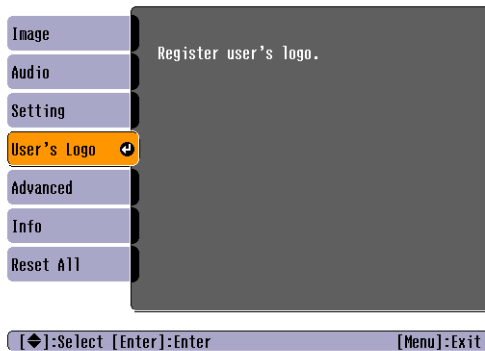 Image
Audio
Setting
User's Logo
Advanced
Info
Reset All
Register user's logo.
[◆]:Select [Enter]:Enter [Menu]:Exit